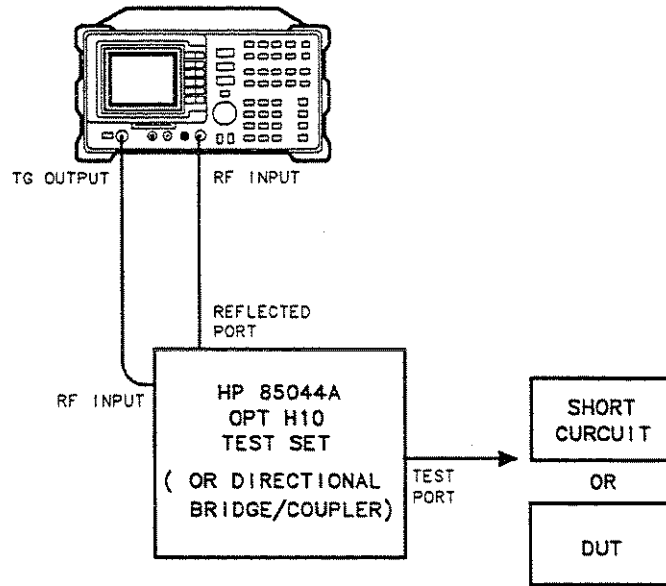 TG OUTPUT
RF INPUT
REFLECTED
PORT
RF INPUT
HP 85044A
OPT H10
TEST SET
( OR DIRECTIONAL
BRIDGE/COUPLER)
TEST
PORT
SHORT
CURCUIT
OR
DUT